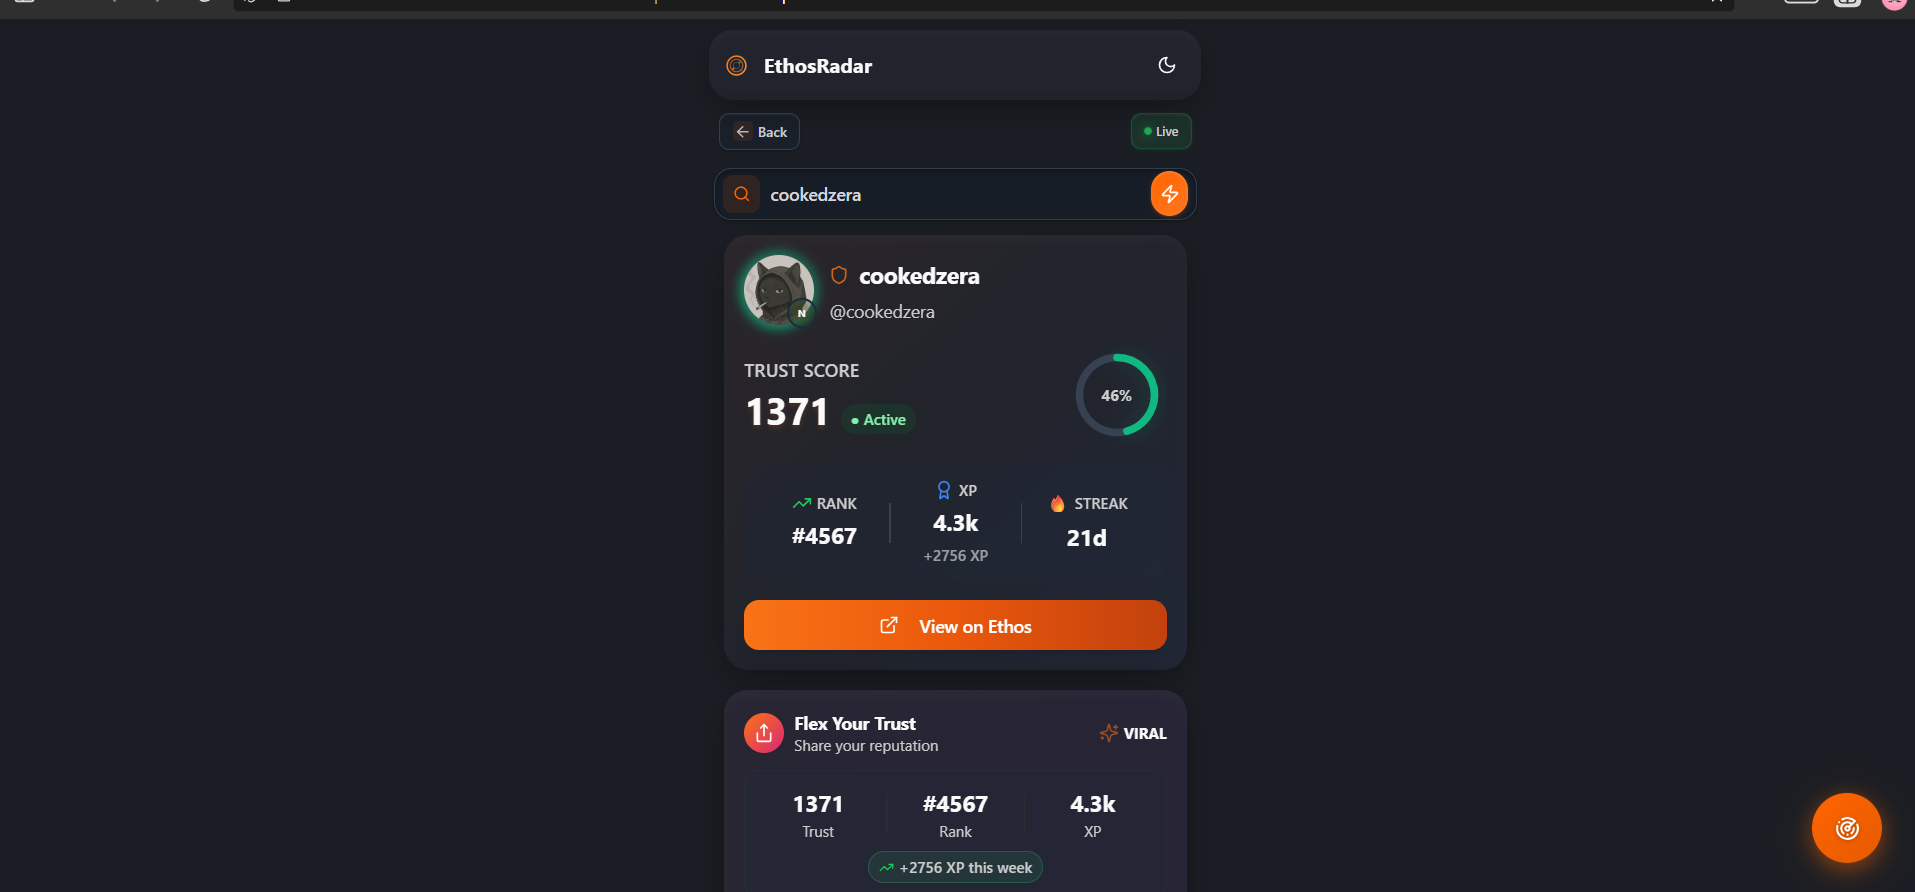 EthosRadar
Back
Live
cookedzera
N
cookedzera
@cookedzera
TRUST SCORE
1371
Active
46%
RANK
#4567
XP
4.3k
+2756 XP
STREAK
21d
View on Ethos
Flex Your Trust
Share your reputation
VIRAL
1371
Trust
#4567
Rank
4.3k
XP
+2756 XP this week